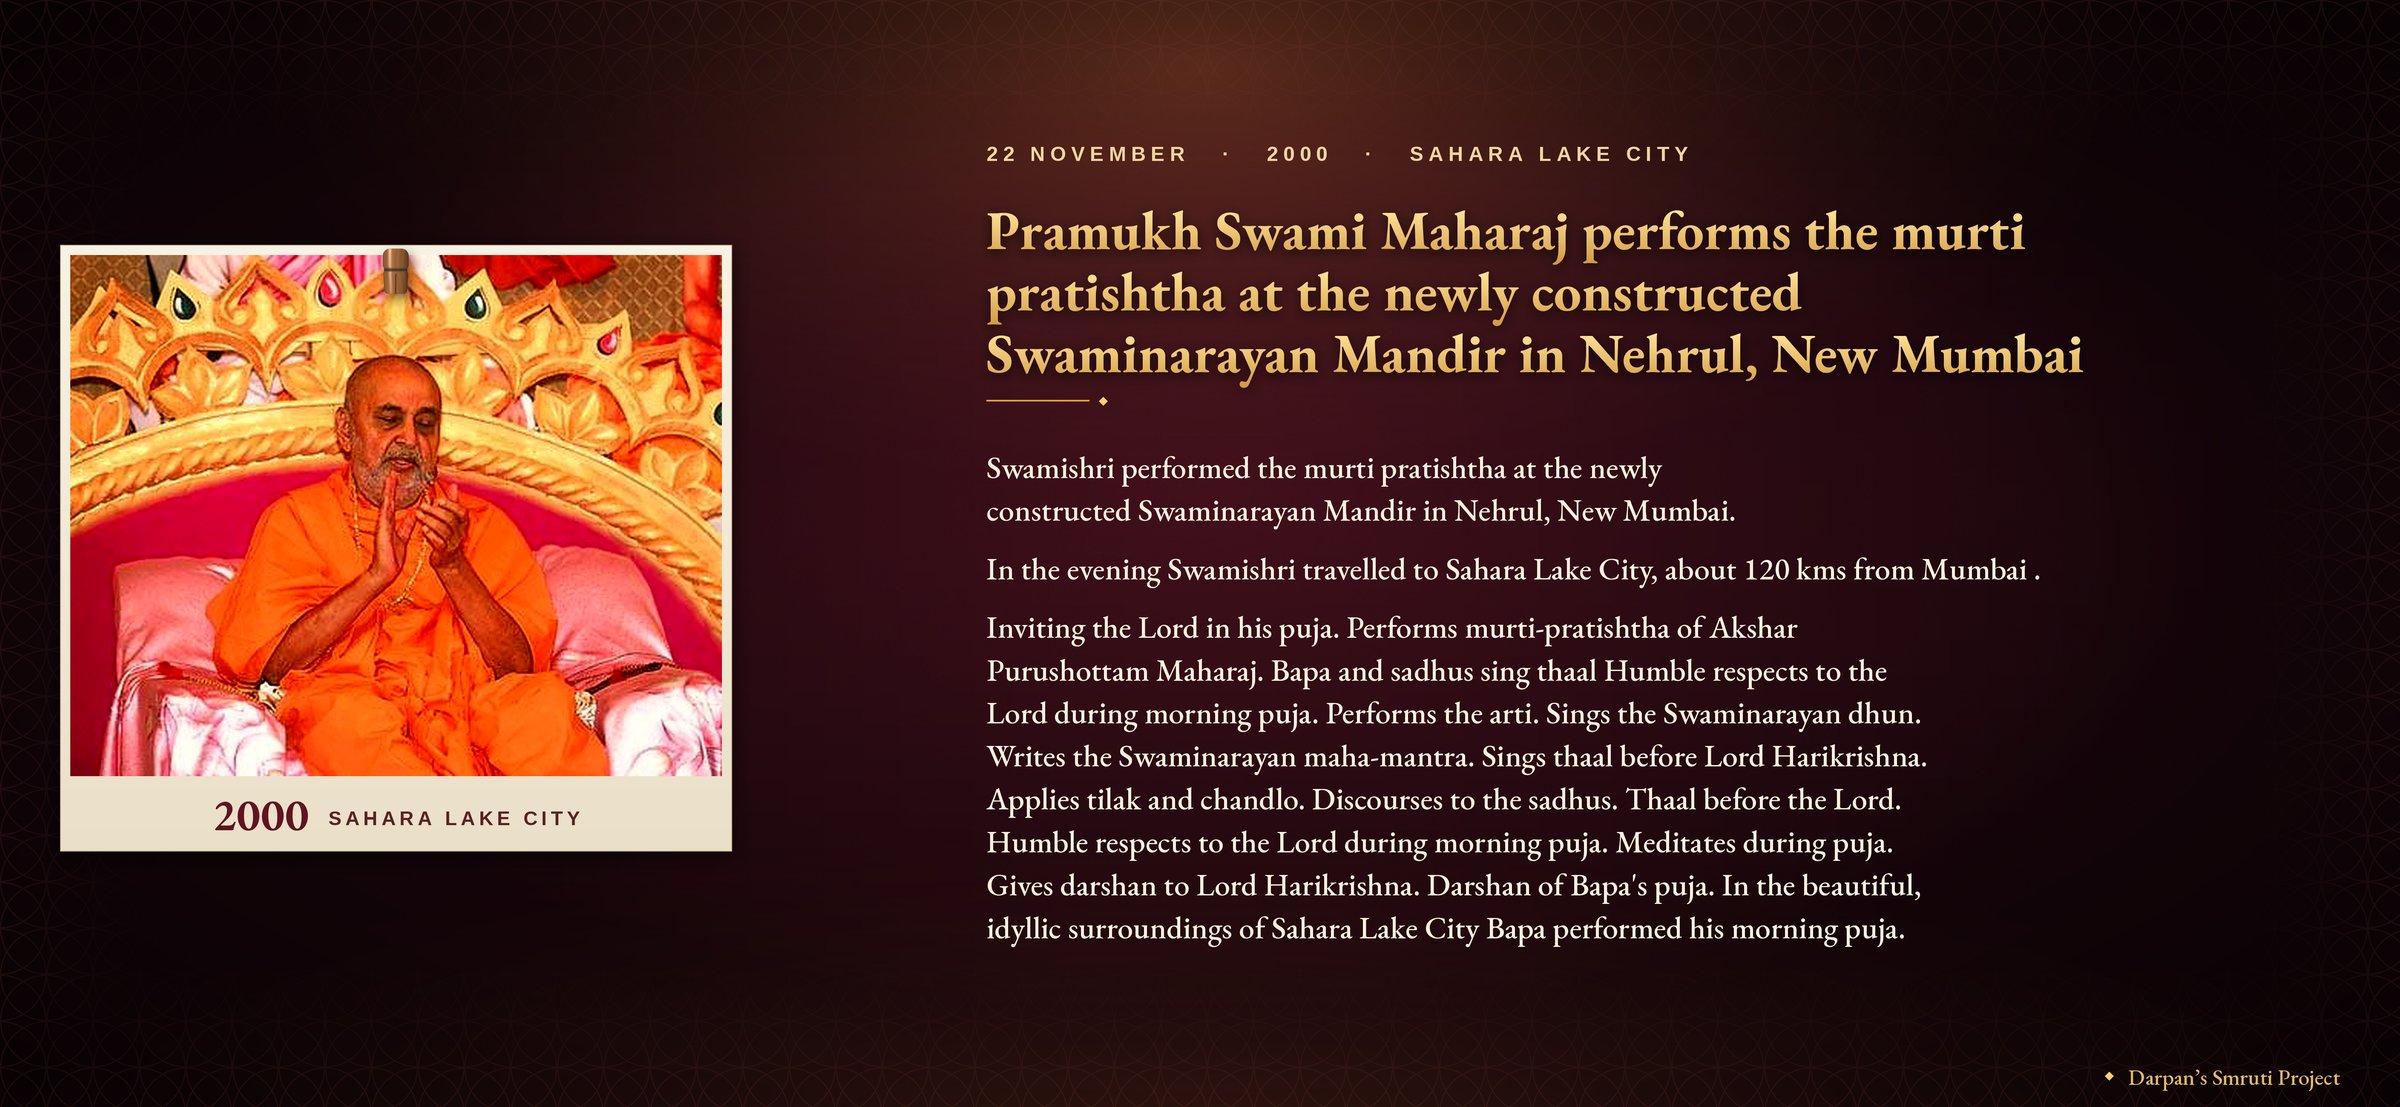 22 NOVEMBER · 2000 · SAHARA LAKE CITY
Pramukh Swami Maharaj performs the murti
pratishtha at the newly constructed
Swaminarayan Mandir in Nehrul, New Mumbai
Swamishri performed the murti pratishtha at the newly
constructed Swaminarayan Mandir in Nehrul, New Mumbai.
In the evening Swamishri travelled to Sahara Lake City, about 120 kms from Mumbai .
Inviting the Lord in his puja. Performs murti-pratishtha of Akshar
Purushottam Maharaj. Bapa and sadhus sing thaal Humble respects to the
Lord during morning puja. Performs the arti. Sings the Swaminarayan dhun.
Writes the Swaminarayan maha-mantra. Sings thaal before Lord Harikrishna.
Applies tilak and chandlo. Discourses to the sadhus. Thaal before the Lord.
Humble respects to the Lord during morning puja. Meditates during puja.
Gives darshan to Lord Harikrishna. Darshan of Bapa's puja. In the beautiful,
idyllic surroundings of Sahara Lake City Bapa performed his morning puja.
2000 SAHARA LAKE CITY
Darpan’s Smruti Project